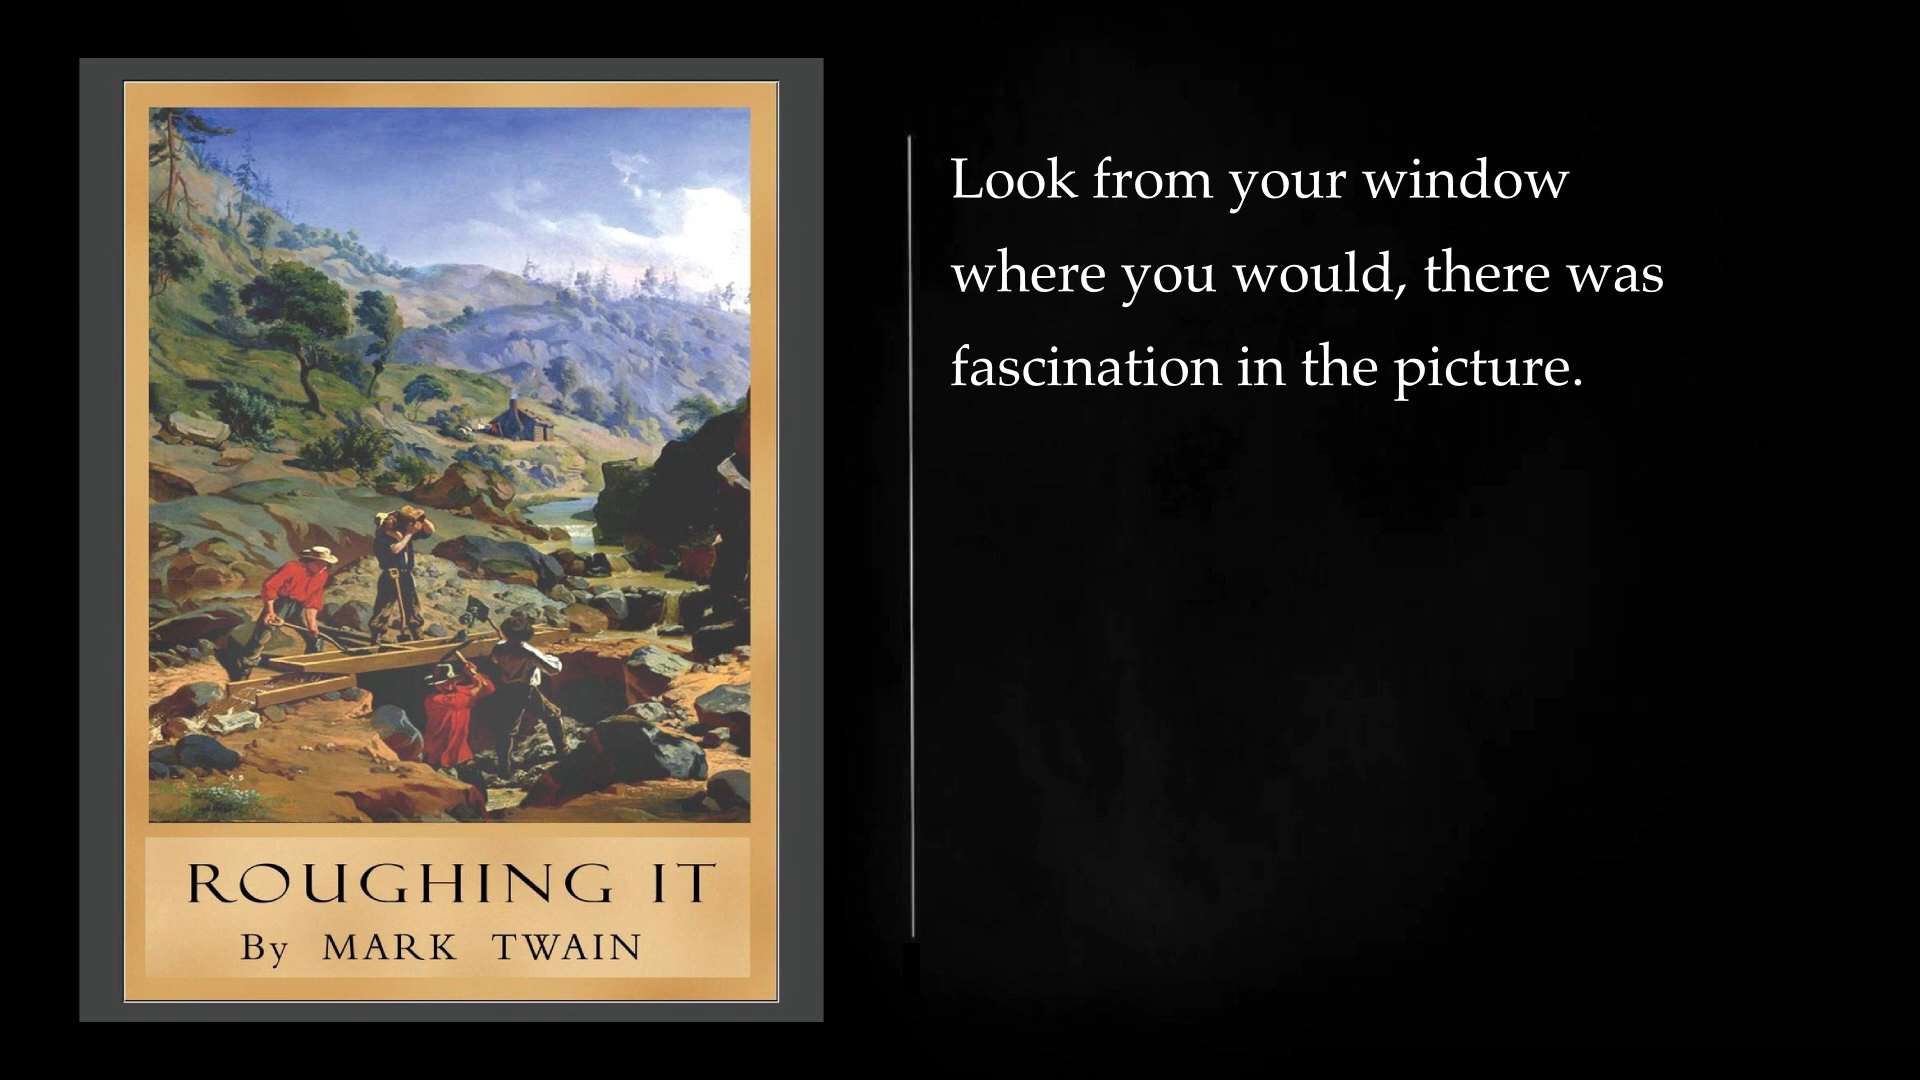 Look from your window
where you would, there was
fascination in the picture.
ROUGHING IT
By MARK TWAIN